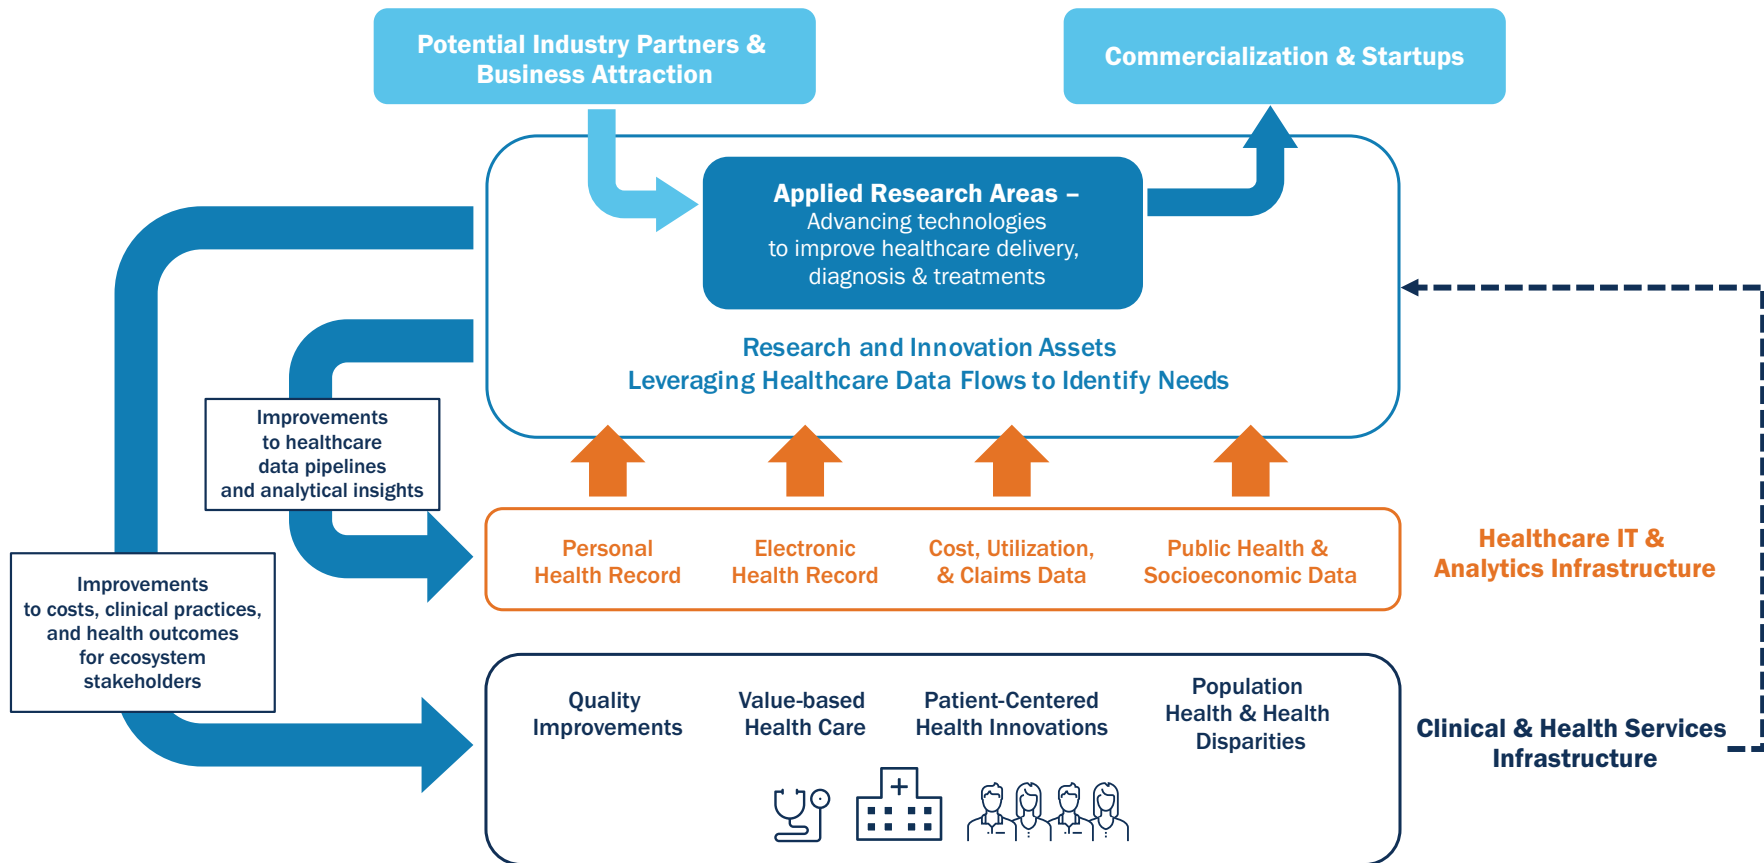 Potential Industry Partners &
Business Attraction
Commercialization & Startups
Applied Research Areas –
Advancing technologies
to improve healthcare delivery,
diagnosis & treatments
Research and Innovation Assets
Leveraging Healthcare Data Flows to Identify Needs
Improvements
to healthcare
data pipelines
and analytical insights
Personal
Health Record
Electronic
Health Record
Cost, Utilization,
& Claims Data
Public Health &
Socioeconomic Data
Healthcare IT &
Analytics Infrastructure
Improvements
to costs, clinical practices,
and health outcomes
for ecosystem
stakeholders
Quality
Improvements
Value-based
Health Care
Patient-Centered
Health Innovations
Population
Health & Health
Disparities
Clinical & Health Services
Infrastructure